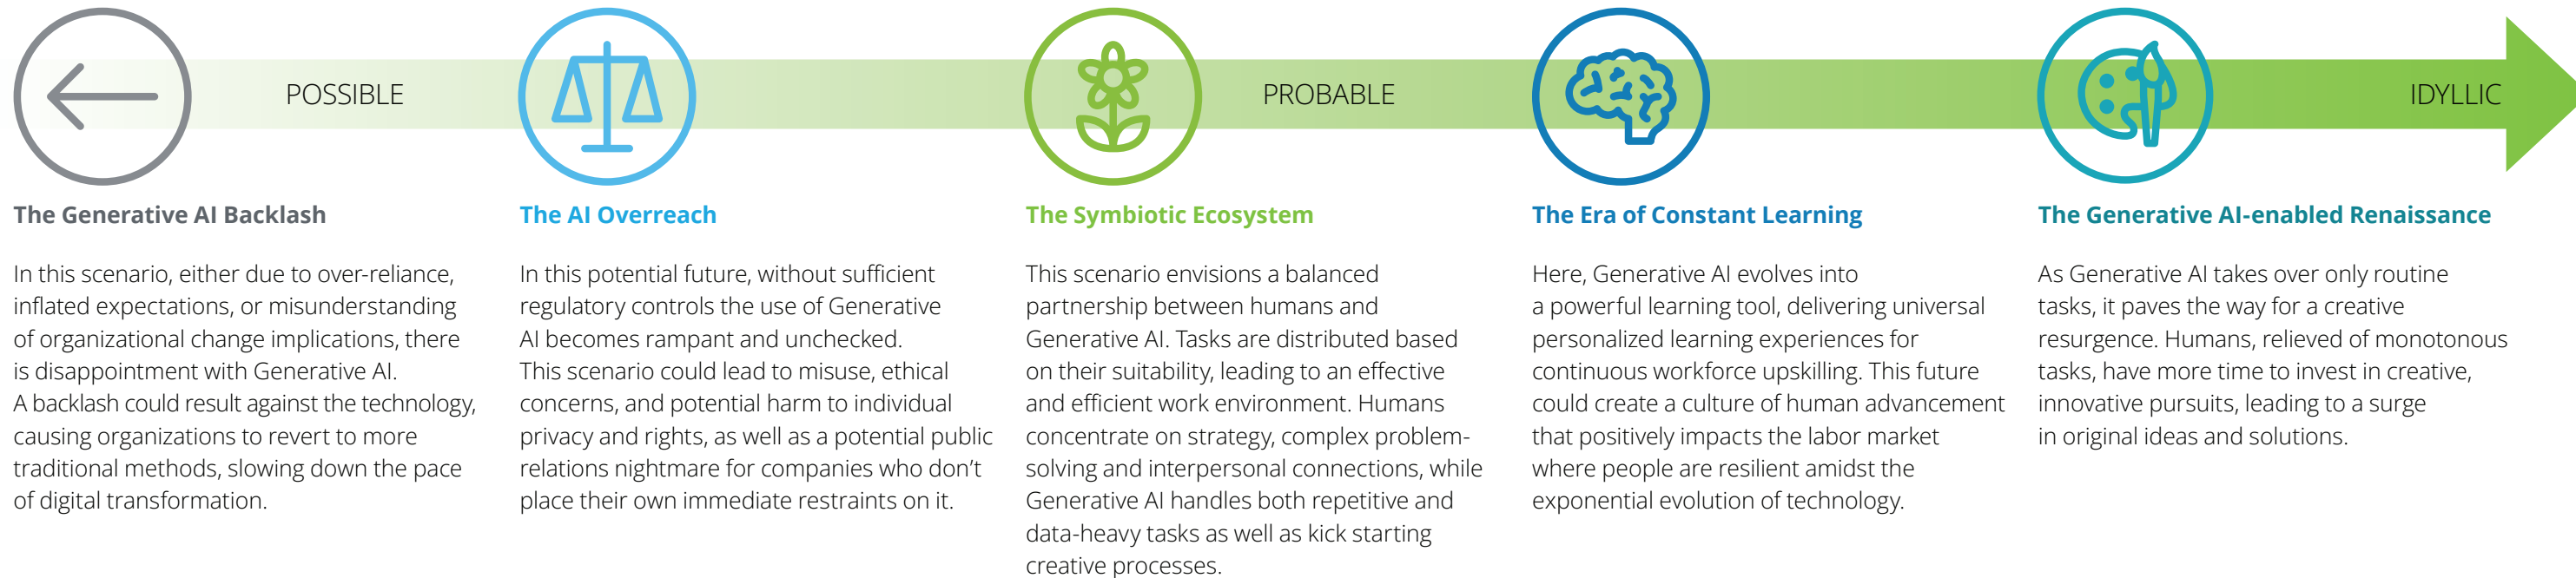 POSSIBLE
PROBABLE
IDYLLIC
The Generative AI Backlash
In this scenario, either due to over-reliance,
inflated expectations, or misunderstanding
of organizational change implications, there
is disappointment with Generative AI.
A backlash could result against the technology,
causing organizations to revert to more
traditional methods, slowing down the pace
of digital transformation.
The AI Overreach
In this potential future, without sufficient
regulatory controls the use of Generative
AI becomes rampant and unchecked.
This scenario could lead to misuse, ethical
concerns, and potential harm to individual
privacy and rights, as well as a potential public
relations nightmare for companies who don’t
place their own immediate restraints on it.
The Symbiotic Ecosystem
This scenario envisions a balanced
partnership between humans and
Generative AI. Tasks are distributed based
on their suitability, leading to an effective
and efficient work environment. Humans
concentrate on strategy, complex problem-
solving and interpersonal connections, while
Generative AI handles both repetitive and
data-heavy tasks as well as kick starting
creative processes.
The Era of Constant Learning
Here, Generative AI evolves into
a powerful learning tool, delivering universal
personalized learning experiences for
continuous workforce upskilling. This future
could create a culture of human advancement
that positively impacts the labor market
where people are resilient amidst the
exponential evolution of technology.
The Generative AI-enabled Renaissance
As Generative AI takes over only routine
tasks, it paves the way for a creative
resurgence. Humans, relieved of monotonous
tasks, have more time to invest in creative,
innovative pursuits, leading to a surge
in original ideas and solutions.